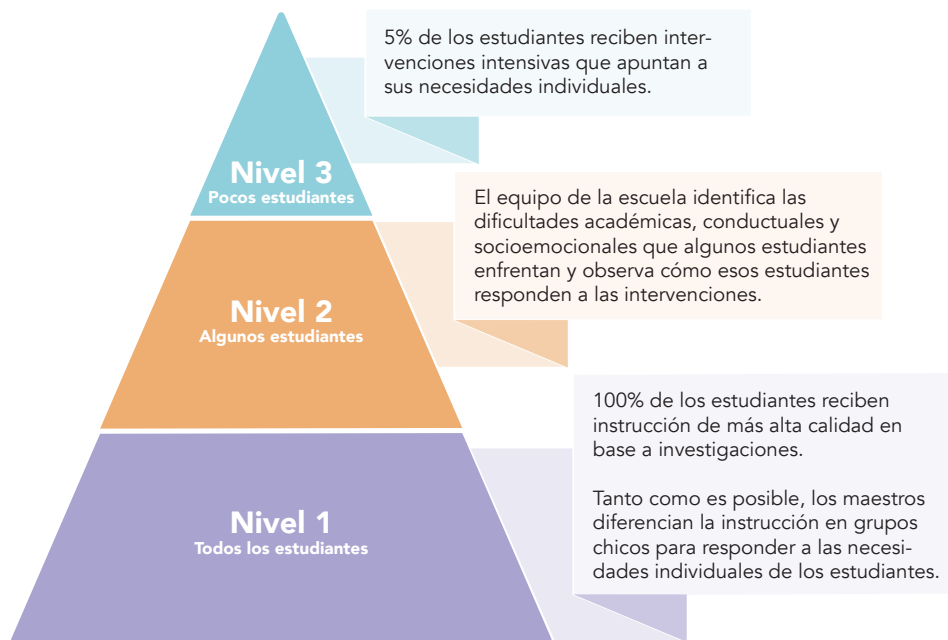 5% de los estudiantes reciben inter-
venciones intensivas que apuntan a
sus necesidades individuales.
Nivel 3
Pocos estudiantes
El equipo de la escuela identifica las
dificultades académicas, conductuales y
socioemocionales que algunos estudiantes
enfrentan y observa cómo esos estudiantes
responden a las intervenciones.
Nivel 2
Algunos estudiantes
100% de los estudiantes reciben
instrucción de más alta calidad en
base a investigaciones.
Tanto como es posible, los maestros
diferencian la instrucción en grupos
chicos para responder a las necesi-
dades individuales de los estudiantes.
Nivel 1
Todos los estudiantes